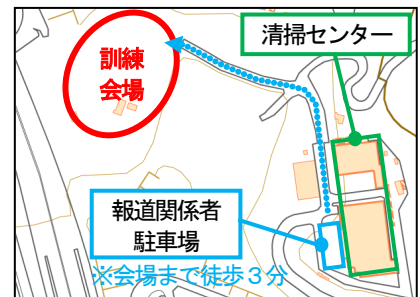 清掃センター
訓練
会場
報道関係者
駐車場
※会場まで徒歩３分